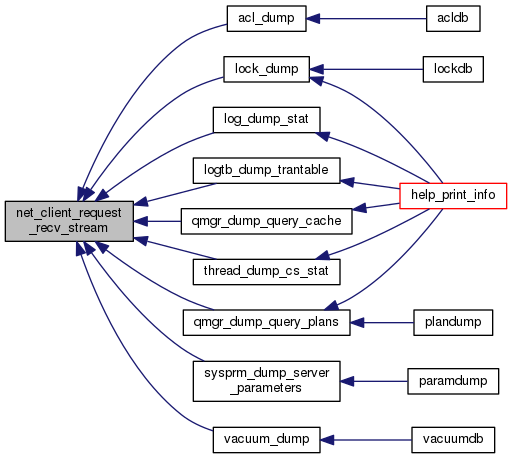 acl_dump
acldb
lock_dump
lockdb
log_dump_stat
logtb_dump_trantable
help_print_info
net_client_request
_recv_stream
qmgr_dump_query_cache
thread_dump_cs_stat
qmgr_dump_query_plans
plandump
sysprm_dump_server
_parameters
paramdump
vacuum_dump
vacuumdb